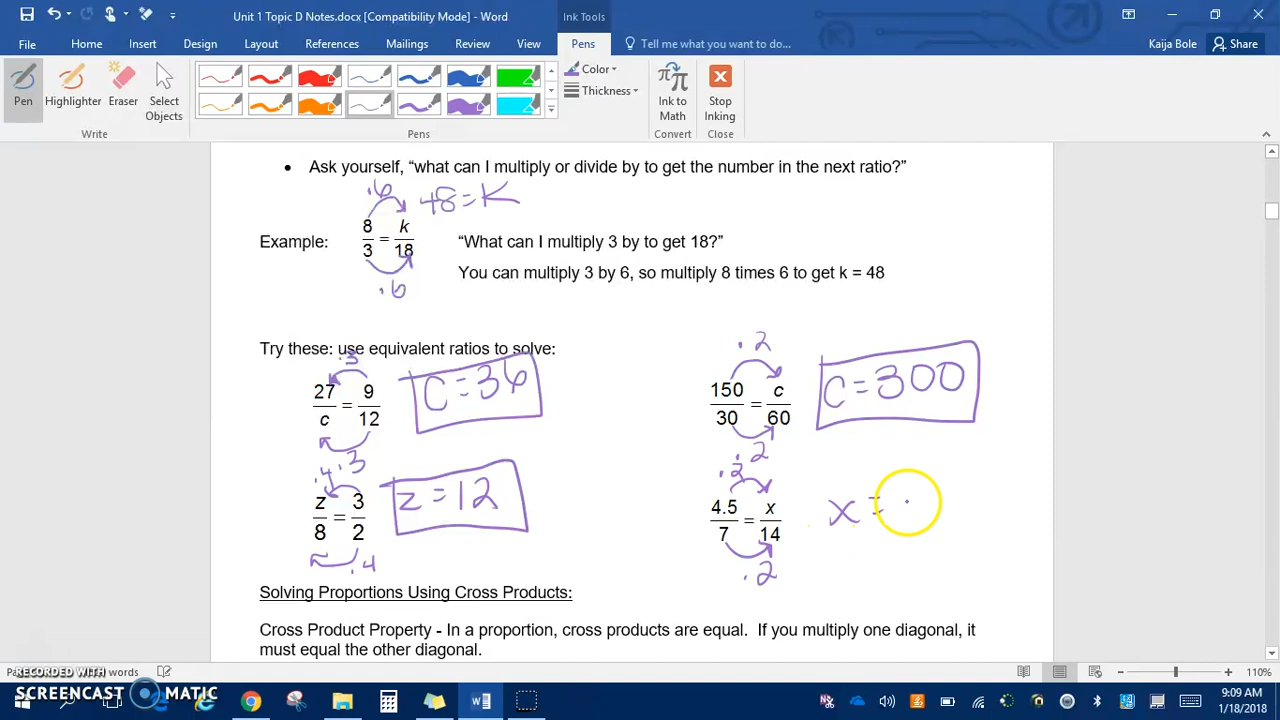 Unit 1 Topic D Notes.docx [Compatibility Mode] - Word
Ink Tools
File Home Insert Design Layout References Mailings Review View Pens Tell me what you want to do... Kaija Bole Share
Pen Highlighter Eraser Select Objects
Color
Thickness
Ink to Math
Stop Inking
Write Pens Convert Close
• Ask yourself, “what can I multiply or divide by to get the number in the next ratio?”
.6 48=K
Example: 8/3 = k/18 “What can I multiply 3 by to get 18?”
.6 You can multiply 3 by 6, so multiply 8 times 6 to get k = 48
Try these: use equivalent ratios to solve:
.3 .2
27/c = 9/12 C=36 150/30 = c/60 C=300
.3 .2
.4 .2
z/8 = 3/2 z=12 4.5/7 = x/14 x=
.4 .2
Solving Proportions Using Cross Products:
Cross Product Property - In a proportion, cross products are equal. If you multiply one diagonal, it
must equal the other diagonal.
words 110%
RECORDED WITH
SCREENCAST MATIC
9:09 AM
1/18/2018